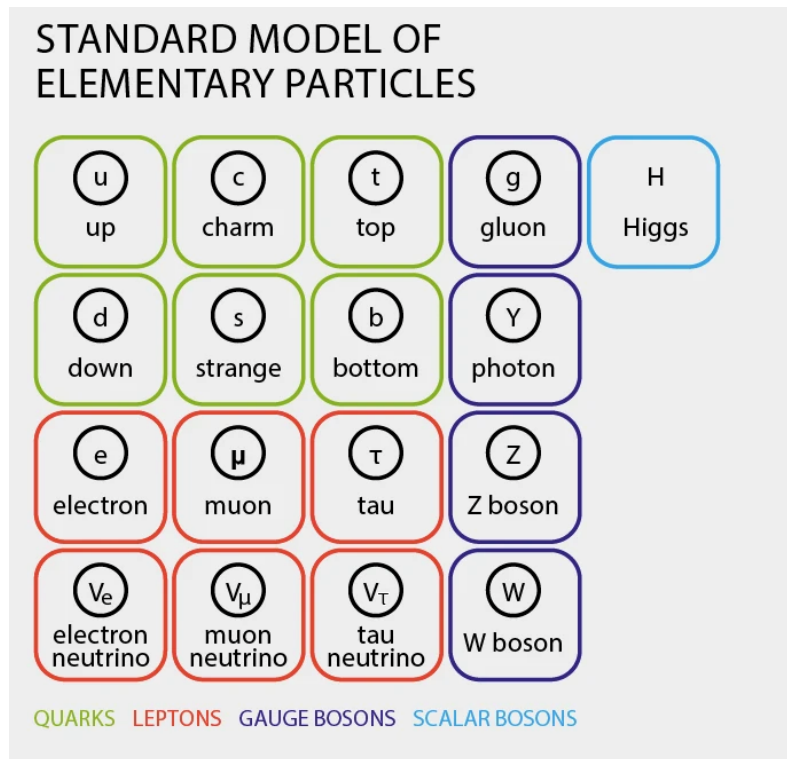 STANDARD MODEL OF
ELEMENTARY PARTICLES
u c t g H
up charm top gluon Higgs
d s b Y
down strange bottom photon
e μ τ Z
electron muon tau Z boson
Ve Vμ Vτ W
electron neutrino muon neutrino tau neutrino W boson
QUARKS LEPTONS GAUGE BOSONS SCALAR BOSONS